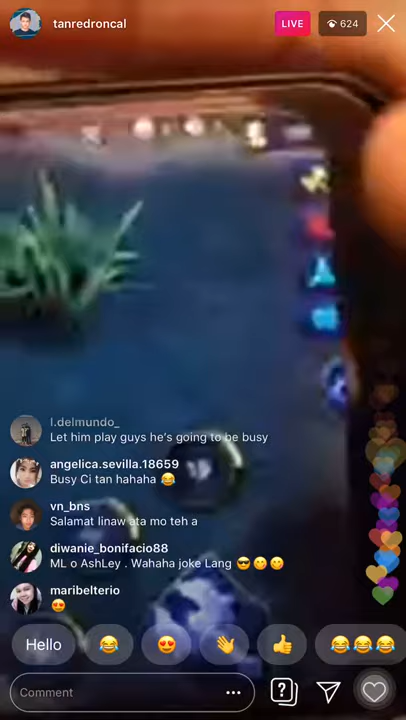 tanredroncal
LIVE
624
l.delmundo_
Let him play guys he's going to be busy
angelica.sevilla.18659
Busy Ci tan hahaha 😂
vn_bns
Salamat linaw ata mo teh a
diwanie_bonifacio88
ML o AshLey . Wahaha joke Lang 😎😋😋
maribelterio
😍
Hello 😂 😍 👋 👍 😂😂😂
Comment